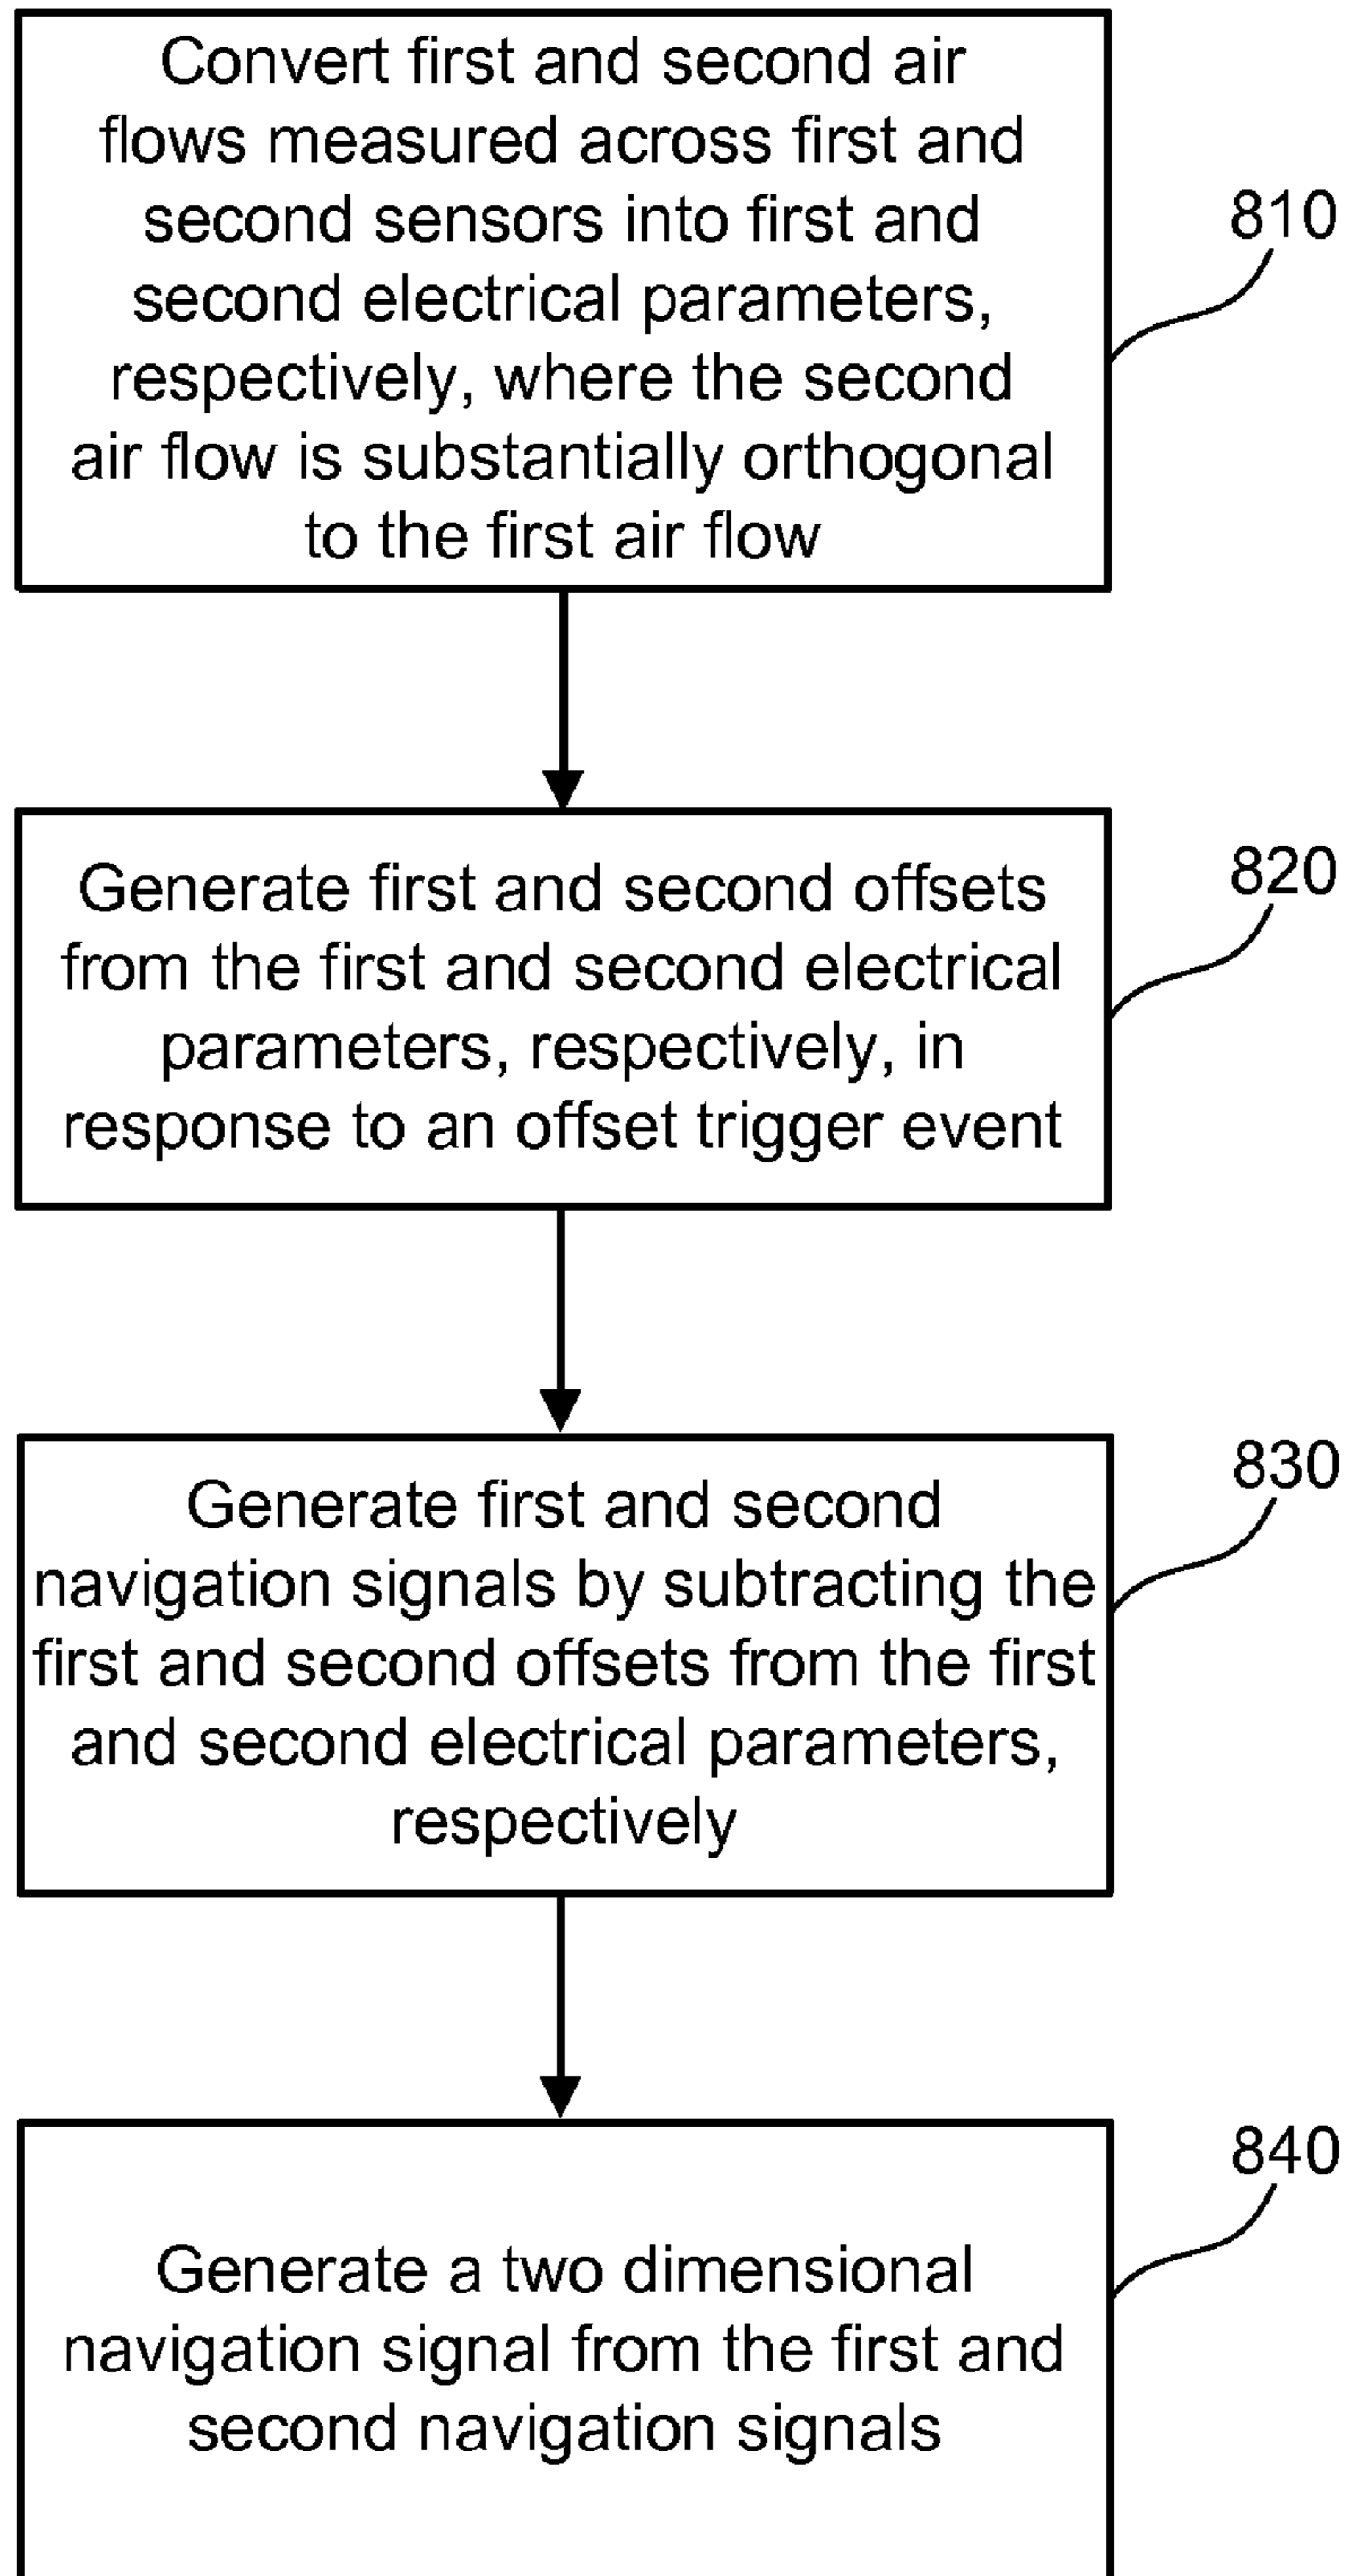 Convert first and second air
flows measured across first and
second sensors into first and
second electrical parameters,
respectively, where the second
air flow is substantially orthogonal
to the first air flow
810
Generate first and second offsets
from the first and second electrical
parameters, respectively, in
response to an offset trigger event
820
Generate first and second
navigation signals by subtracting the
first and second offsets from the first
and second electrical parameters,
respectively
830
Generate a two dimensional
navigation signal from the first and
second navigation signals
840